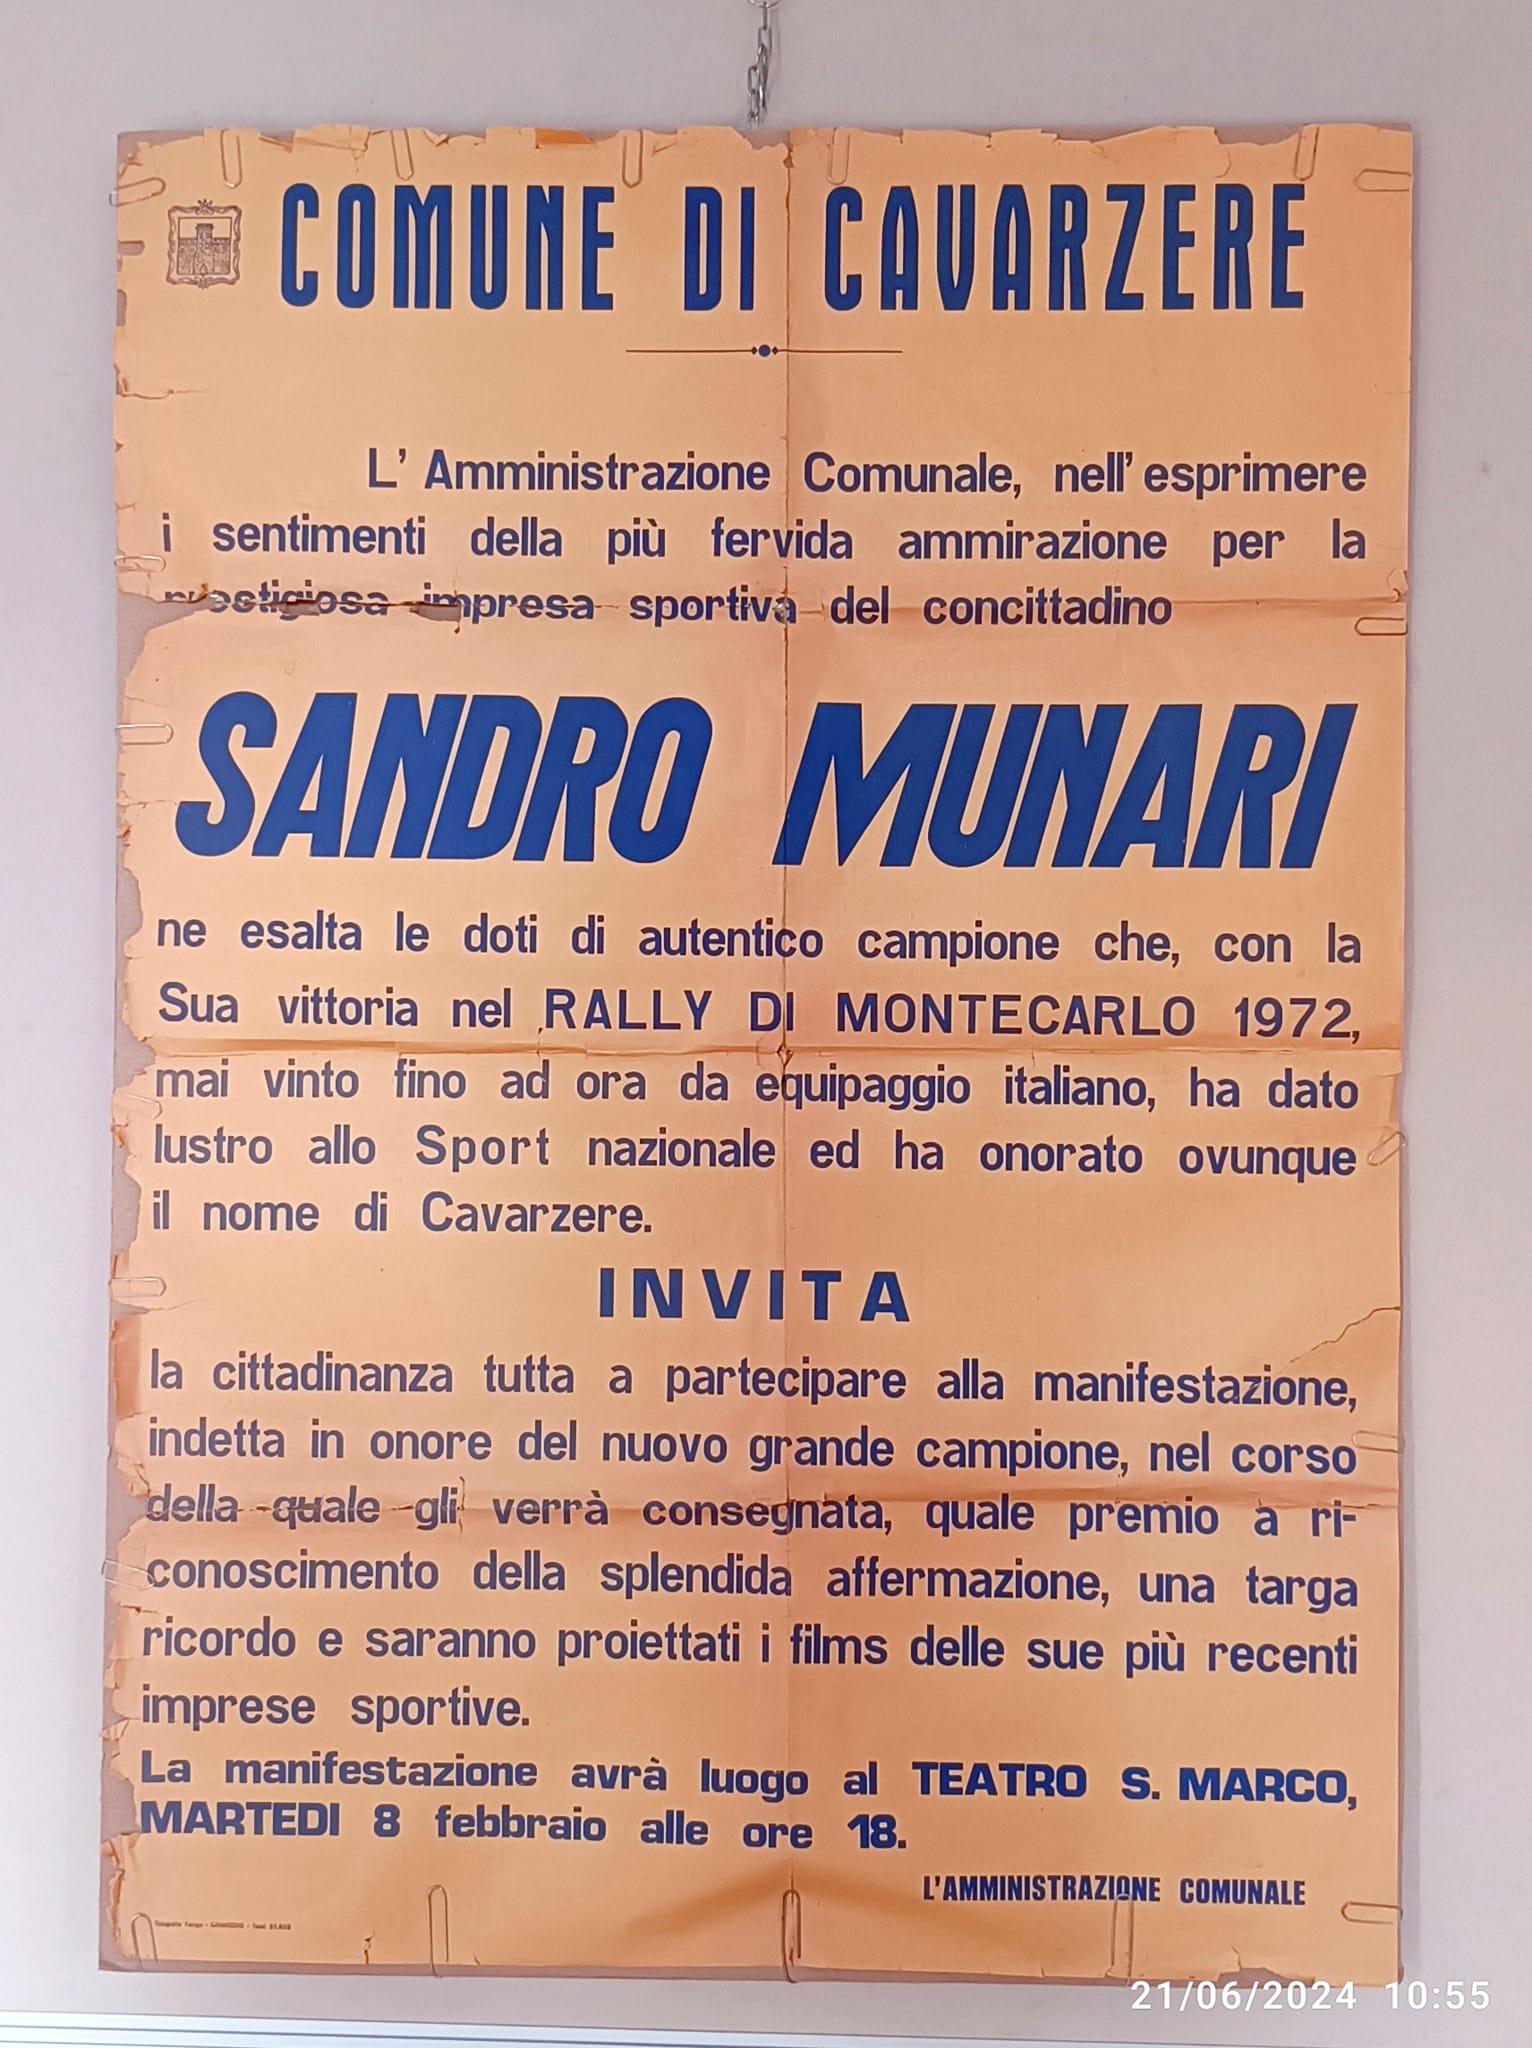 COMUNE DI CAVARZERE
L' Amministrazione Comunale, nell' esprimere
i sentimenti della più fervida ammirazione per la
prestigiosa impresa sportiva del concittadino
SANDRO MUNARI
ne esalta le doti di autentico campione che, con la
Sua vittoria nel RALLY DI MONTECARLO 1972,
mai vinto fino ad ora da equipaggio italiano, ha dato
lustro allo Sport nazionale ed ha onorato ovunque
il nome di Cavarzere.
INVITA
la cittadinanza tutta a partecipare alla manifestazione,
indetta in onore del nuovo grande campione, nel corso
della quale gli verrà consegnata, quale premio a ri-
conoscimento della splendida affermazione, una targa
ricordo e saranno proiettati i films delle sue più recenti
imprese sportive.
La manifestazione avrà luogo al TEATRO S. MARCO,
MARTEDI 8 febbraio alle ore 18.
L'AMMINISTRAZIONE COMUNALE
CAVARZERE
21/06/2024 10:55